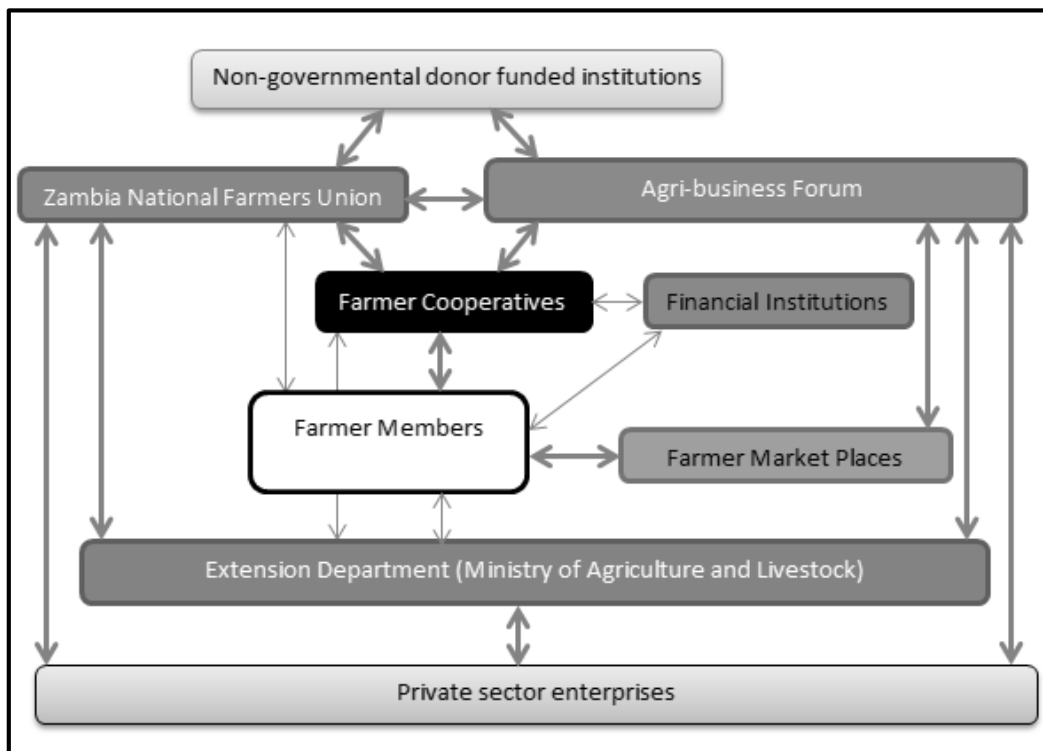 Non-governmental donor funded institutions
Zambia National Farmers Union
Agri-business Forum
Farmer Cooperatives
Financial Institutions
Farmer Members
Farmer Market Places
Extension Department (Ministry of Agriculture and Livestock)
Private sector enterprises